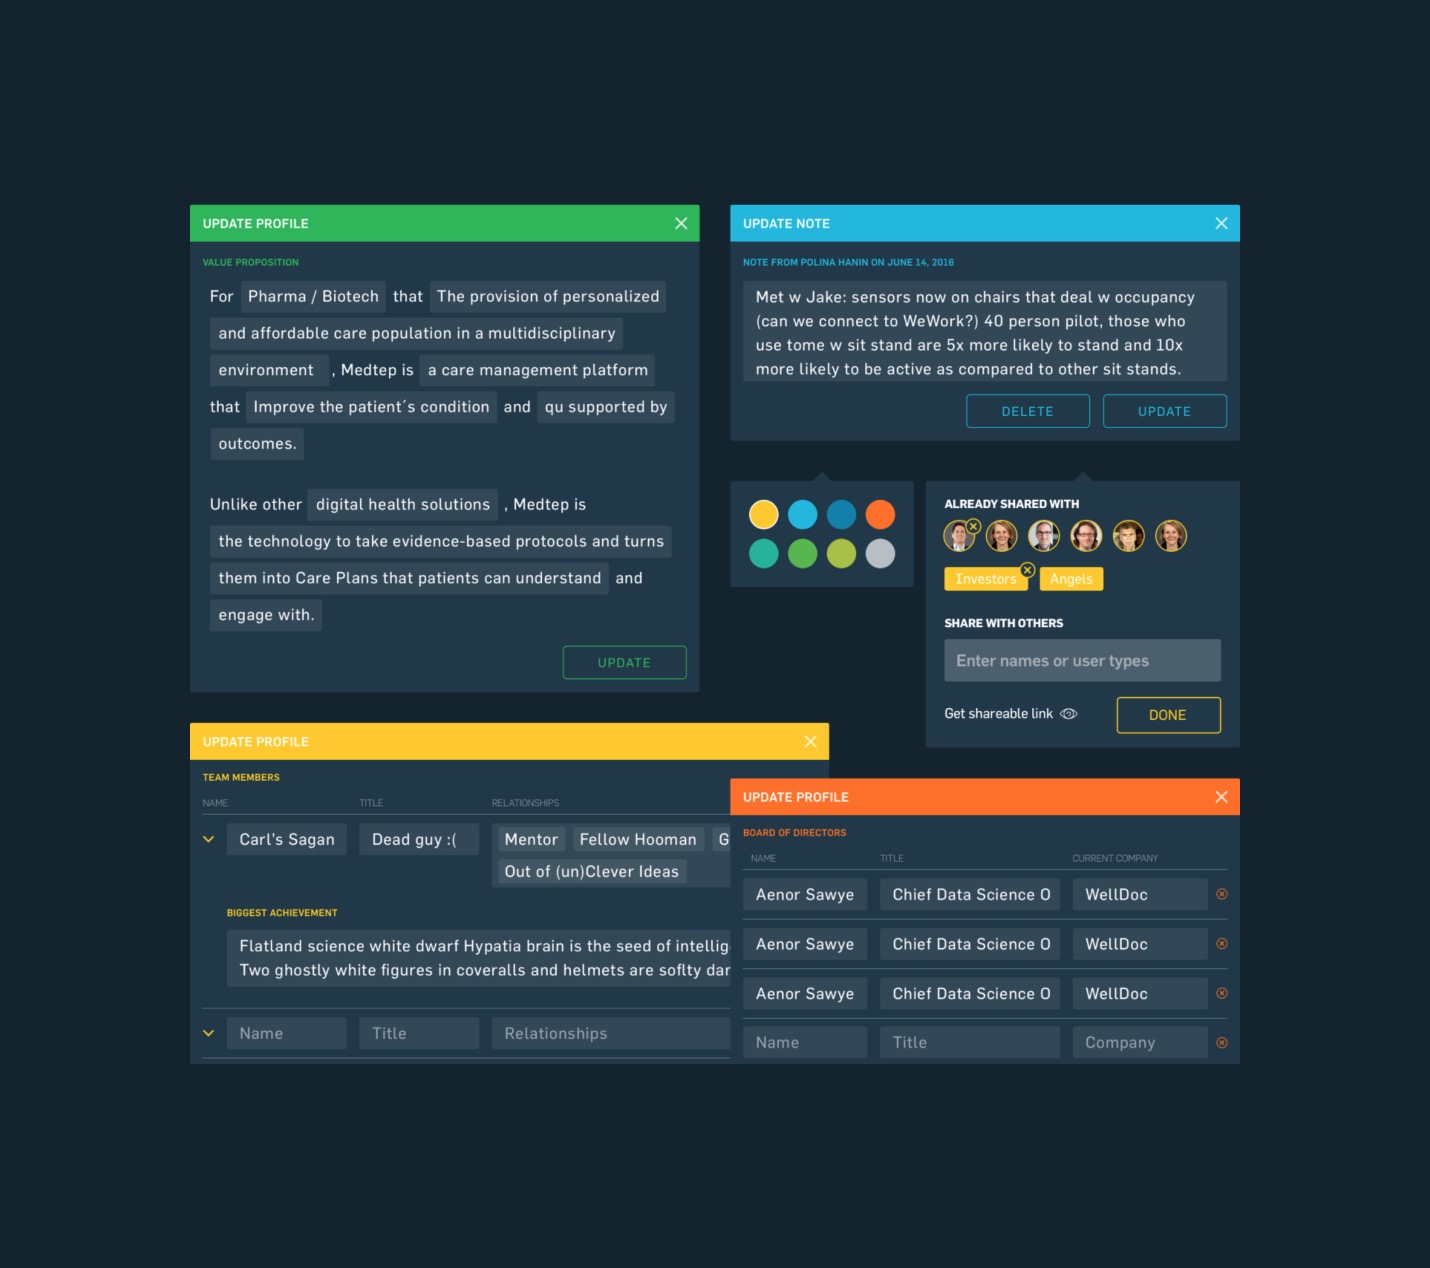 UPDATE PROFILE
VALUE PROPOSITION
For Pharma / Biotech that The provision of personalized
and affordable care population in a multidisciplinary
environment , Medtep is a care management platform
that Improve the patient´s condition and qu supported by
outcomes.
Unlike other digital health solutions , Medtep is
the technology to take evidence-based protocols and turns
them into Care Plans that patients can understand and
engage with.
UPDATE
UPDATE NOTE
NOTE FROM POLINA HANIN ON JUNE 14, 2016
Met w Jake: sensors now on chairs that deal w occupancy
(can we connect to WeWork?) 40 person pilot, those who
use tome w sit stand are 5x more likely to stand and 10x
more likely to be active as compared to other sit stands.
DELETE UPDATE
ALREADY SHARED WITH
Investors Angels
SHARE WITH OTHERS
Enter names or user types
Get shareable link DONE
UPDATE PROFILE
TEAM MEMBERS
NAME TITLE RELATIONSHIPS
Carl's Sagan Dead guy :( Mentor Fellow Hooman G
Out of (un)Clever Ideas
BIGGEST ACHIEVEMENT
Flatland science white dwarf Hypatia brain is the seed of intellig
Two ghostly white figures in coveralls and helmets are soflty dar
Name Title Relationships
UPDATE PROFILE
BOARD OF DIRECTORS
NAME TITLE CURRENT COMPANY
Aenor Sawye Chief Data Science O WellDoc
Aenor Sawye Chief Data Science O WellDoc
Aenor Sawye Chief Data Science O WellDoc
Name Title Company